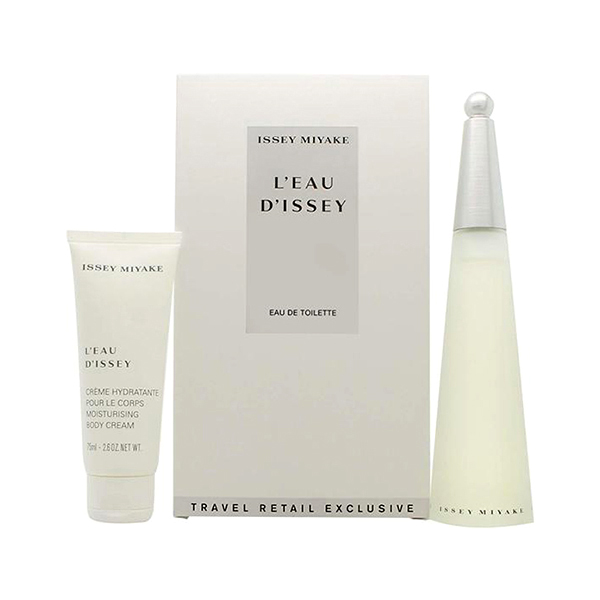 ISSEY MIYAKE
L'EAU
D'ISSEY
CRÈME HYDRATANTE
POUR LE CORPS
MOISTURISING
BODY CREAM
75ml - 2.6 OZ. NET WT.
ISSEY MIYAKE
L'EAU
D'ISSEY
EAU DE TOILETTE
TRAVEL RETAIL EXCLUSIVE
ISSEY MIYAKE